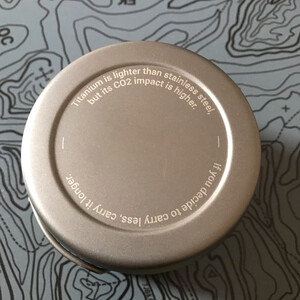 Titanium is lighter than stainless steel,
but its CO2 impact is higher.
If you decide to carry less, carry it longer.